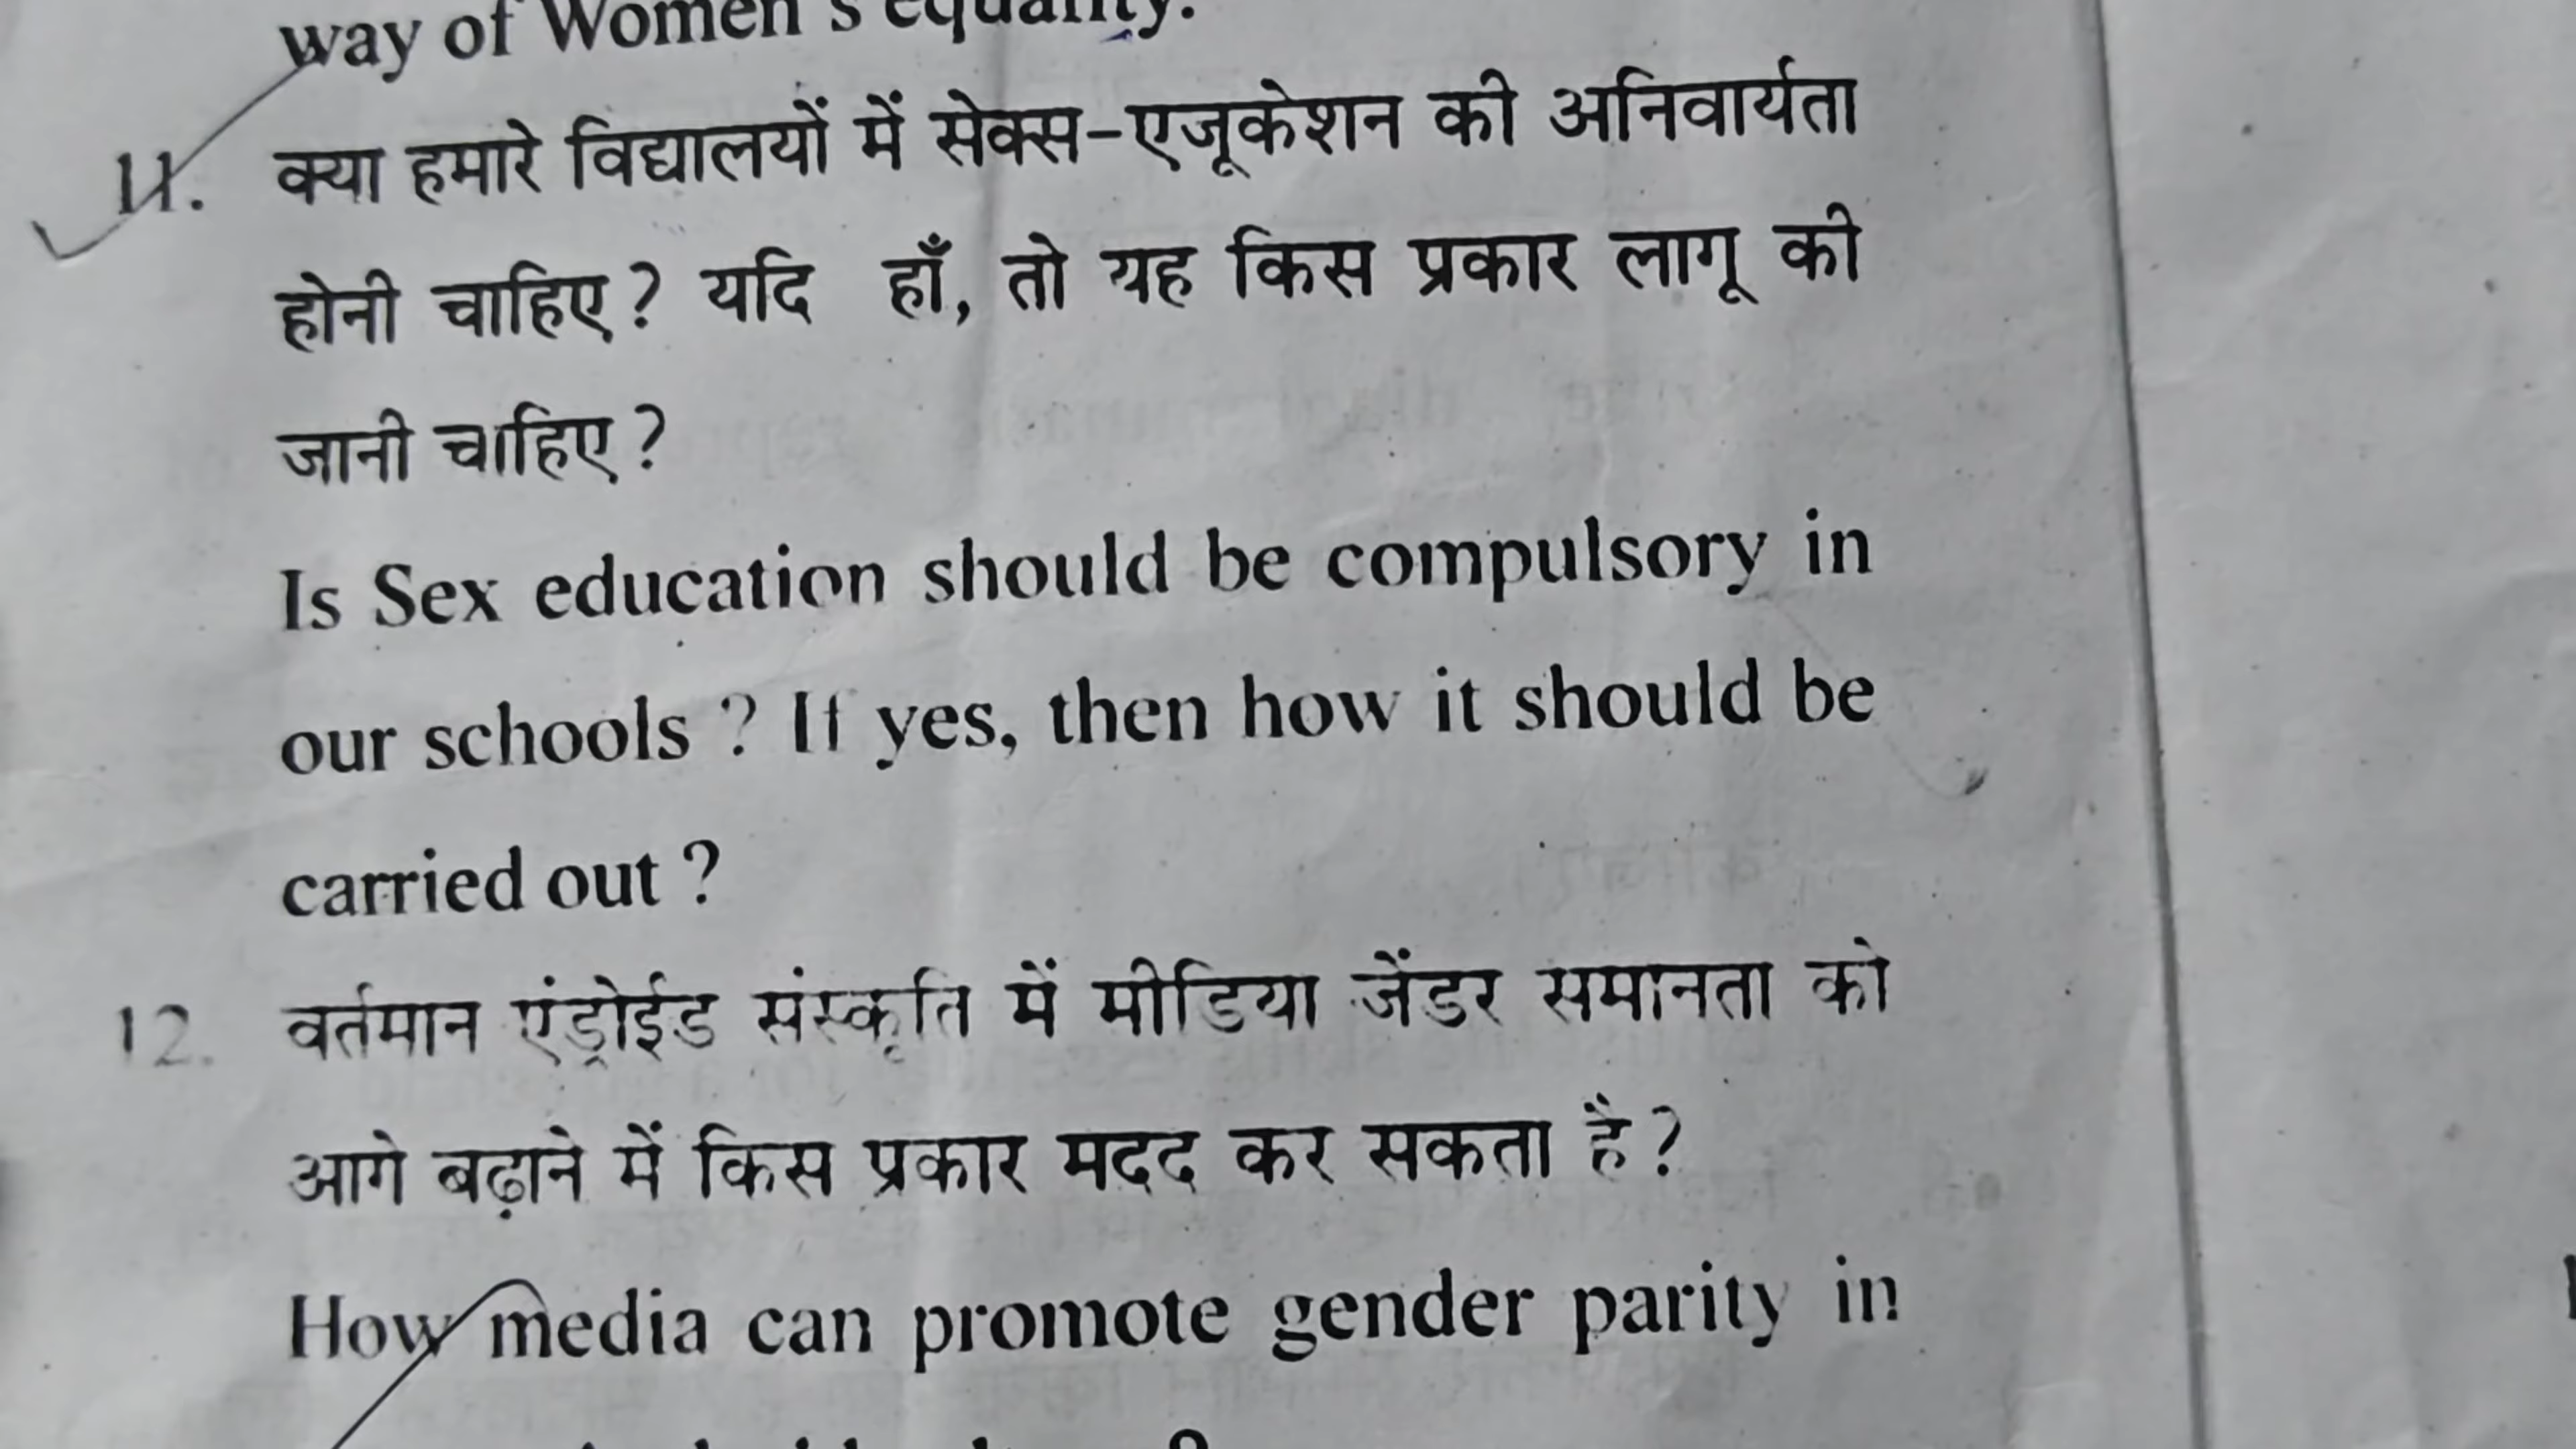 way of Women's equality.
11. क्या हमारे विद्यालयों में सेक्स-एजूकेशन की अनिवार्यता
होनी चाहिए? यदि हाँ, तो यह किस प्रकार लागू की
जानी चाहिए?
Is Sex education should be compulsory in
our schools ? If yes, then how it should be
carried out ?
12. वर्तमान एंड्रोईड संस्कृति में मीडिया जेंडर समानता को
आगे बढ़ाने में किस प्रकार मदद कर सकता है?
How media can promote gender parity in